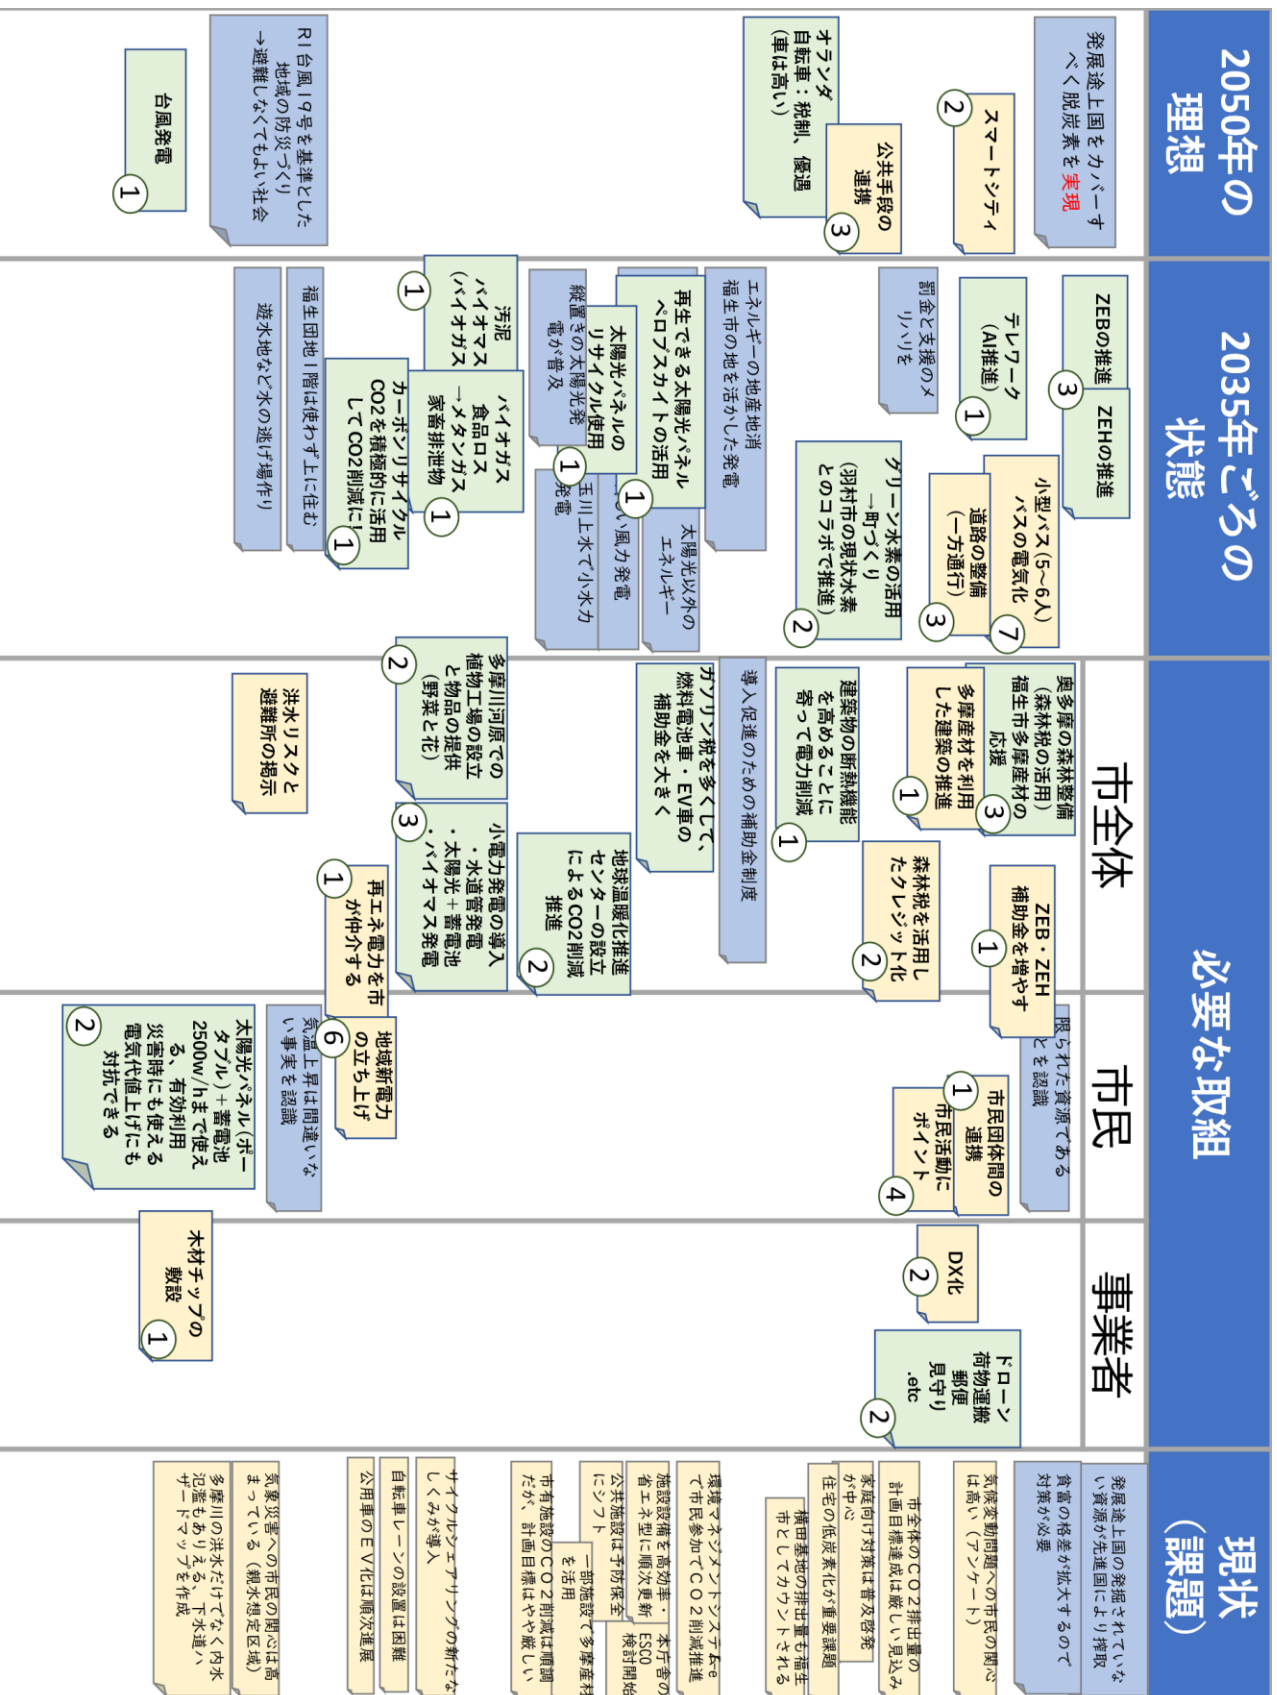 2050年の
理想
2035年ごろの
状態
必要な取組
現状
(課題)
市全体
市民
事業者
発展途上国をカバーす
べく脱炭素を実現
スマートシティ
2
公共手段の
連携
3
オランダ
自転車：税制、優遇
(車は高い)
R1台風19号を基準とした
地域の防災づくり
→避難しなくてもよい社会
台風発電
1
ZEBの推進
3
ZEHの推進
テレワーク
(AI推進)
1
小型バス(5～6人)
バスの電気化
7
道路の整備
(一方通行)
3
罰金と支援のメ
リハリを
グリーン水素の活用
→町づくり
(羽村市の現状水素
とのコラボで推進)
2
エネルギーの地産地消
福生市の地を活かした発電
再生できる太陽光パネル
ペロブスカイトの活用
1
太陽光以外の
エネルギー
太陽光パネルの
リサイクル使用
1
い風力発電
縦置きの太陽光発
電が普及
玉川上水で小水力
発電
汚泥
バイオマス
(バイオガス
1
バイオガス
食品ロス
→メタンガス
家畜排泄物
1
カーボンリサイクル
CO2を積極的に活用
してCO2削減に!
1
福生団地1階は使わず上に住む
遊水地など水の逃げ場作り
奥多摩の森林整備
(森林税の活用)
福生市多摩産材の
応援
3
多摩産材を利用
した建築の推進
1
ZEB・ZEH
補助金を増やす
1
森林税を活用し
たクレジット化
2
建築物の断熱機能
を高めることに
寄って電力削減
1
導入促進のための補助金制度
ガソリン税を多くして、
燃料電池車・EV車の
補助金を大きく
地球温暖化推進
センターの設立
によるCO2削減
推進
2
多摩川河原での
植物工場の設立
と物品の提供
(野菜と花)
2
小電力発電の導入
・水道管発電
・太陽光＋蓄電池
・バイオマス発電
3
再エネ電力を市
が仲介する
1
洪水リスクと
避難所の掲示
限られた資源である
とを認識
市民団体間の
連携
1
市民活動に
ポイント
4
地域新電力
の立ち上げ
6
気温上昇は間違いな
い事実を認識
太陽光パネル(ポー
タブル)＋蓄電池
2500w/hまで使え
る、有効利用
災害時にも使える
電気代値上げにも
対抗できる
2
DX化
2
ドローン
荷物運搬
郵便
見守り
.etc
2
木材チップの
敷設
1
発展途上国の発掘されていな
い資源が先進国により搾取
貧富の格差が拡大するので
対策が必要
気候変動問題への市民の関心
は高い（アンケート）
市全体のＣＯ２排出量の
計画目標達成は厳しい見込み
家庭向け対策は普及啓発
が中心
住宅の低炭素化が重要課題
横田基地の排出量も福生
市としてカウントされる
環境マネジメントシステムe
で市民参加でＣＯ２削減推進
施設設備を高効率・
省エネ型に順次更新
本庁舎の
ESCO
検討開始
公共施設は予防保全
にシフト
一部施設で多摩産材
を活用
市有施設のＣＯ２削減は順調
だが、計画目標はやや厳しい
サイクルシェアリングの新たな
しくみが導入
自転車レーンの設置は困難
公用車のＥＶ化は順次進展
気象災害への市民の関心は高
まっている（親水想定区域）
多摩川の洪水だけでなく内水
氾濫もありえる、下水道ハ
ザードマップを作成